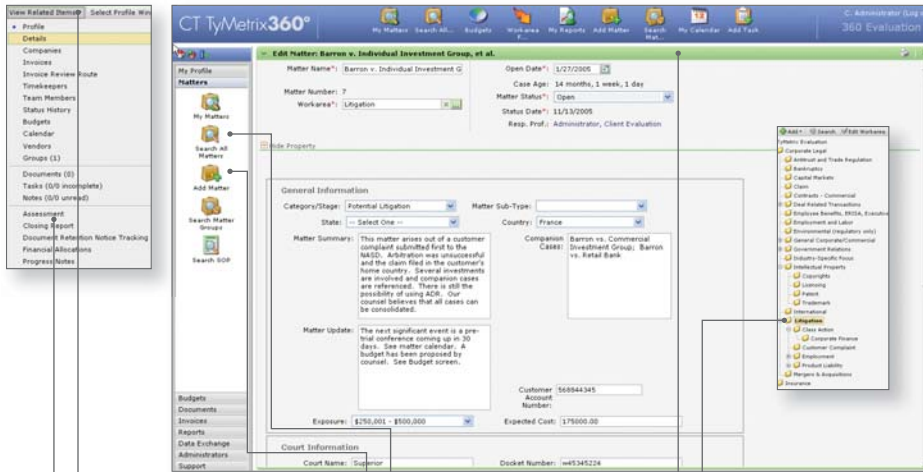 View Related Items Select Profile Win
Profile
Details
Companies
Invoices
Invoice Review Route
Timekeepers
Team Members
Status History
Budgets
Calendar
Vendors
Groups (1)
Documents (0)
Tasks (0/0 incomplete)
Notes (0/0 unread)
Assessment
Closing Report
Document Retention Notice Tracking
Financial Allocations
Progress Notes
CT TyMetrix360°
My Matters Search All... Budgets Workarea F... My Reports Add Matter Search Mat... My Calendar Add Task
C. Administrator (Log o
360 Evaluation
My Profile
Matters
My Matters
Search All Matters
Add Matter
Search Matter Groups
Search SOP
Budgets
Documents
Invoices
Reports
Data Exchange
Administrators
Support
Edit Matter: Barron v. Individual Investment Group, et al.
Matter Name*: Barron v. Individual Investment G
Open Date*: 1/27/2005
Case Age: 14 months, 1 week, 1 day
Matter Number: 7
Matter Status*: Open
Workarea*: Litigation
Status Date*: 11/13/2005
Resp. Prof.: Administrator, Client Evaluation
Hide Property
General Information
Category/Stage: Potential Litigation
Matter Sub-Type:
State: -- Select One --
Country: France
Matter Summary: This matter arises out of a customer
complaint submitted first to the
NASD. Arbitration was unsuccessful
and the claim filed in the customer's
home country. Several investments
are involved and companion cases
are referenced. There is still the
possibility of using ADR. Our
counsel believes that all cases can
be consolidated.
Companion Cases: Barron vs. Commercial
Investment Group; Barron
vs. Retail Bank
Matter Update: The next significant event is a pre-
trial conference coming up in 30
days. See matter calendar. A
budget has been proposed by
counsel. See Budget screen.
Customer Account Number: 568844345
Exposure: $250,001 - $500,000
Expected Cost: 175000.00
Court Information
Court Name: Superior
Docket Number: w45345224
Add Search Edit Workarea
TyMetrix Evaluation
Corporate Legal
Antitrust and Trade Regulation
Bankruptcy
Capital Markets
Claim
Contracts - Commercial
Deal Related Transactions
Employee Benefits, ERISA, Executive
Employment and Labor
Environmental (regulatory only)
General Corporate/Commercial
Government Relations
Industry-Specific Focus
Intellectual Property
Copyrights
Licensing
Patent
Trademark
International
Litigation
Class Action
Corporate Finance
Customer Complaint
Employment
Product Liability
Mergers & Acquisitions
Insurance